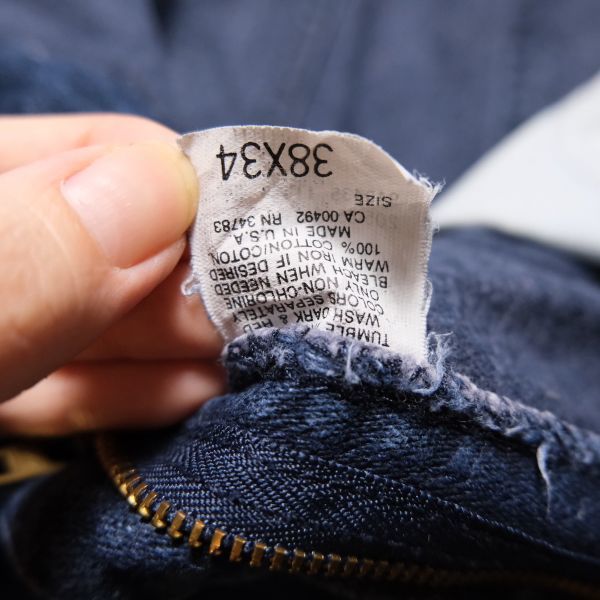 TUMBLE
WASH DARK &
COLORS SEPARATELY
ONLY NON-CHLORINE
BLEACH WHEN NEEDED
WARM IRON IF DESIRED
100% COTTON/COTON
MADE IN U.S.A.
CA 00492 RN 34783
SIZE
38X34